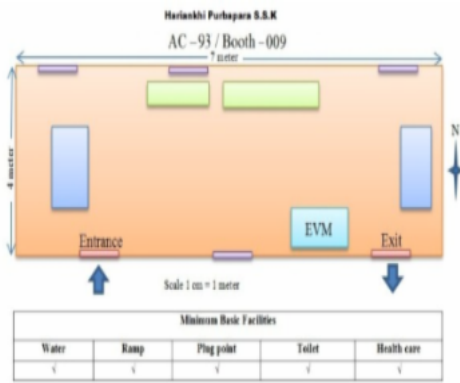 Hariankhi Purbapara S.S.K
AC -93 / Booth -009
7 meter
4 meter
N
EVM
Entrance
Exit
Scale 1 cm = 1 meter
Minimum Basic Facilities
Water Ramp Plug point Toilet Health care
√ √ √ √ √